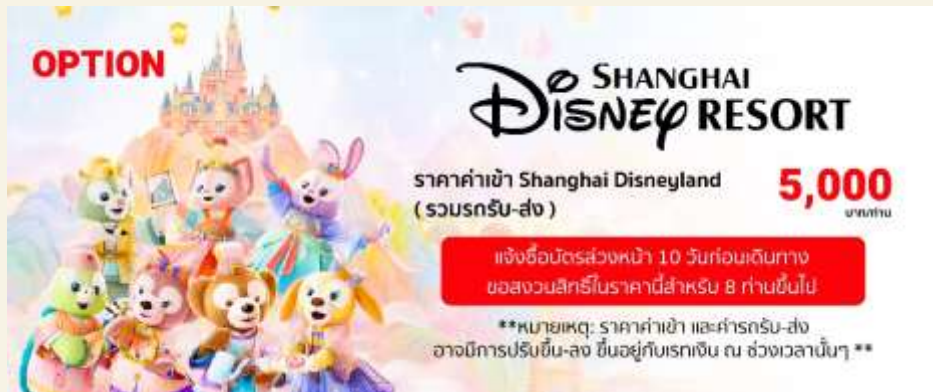 OPTION
SHANGHAI
DISNEY RESORT
ราคาค่าเข้า Shanghai Disneyland
( รวมรถรับ-ส่ง )
5,000
บาท/ท่าน
แจ้งซื้อบัตรล่วงหน้า 10 วันก่อนเดินทาง
ขอสงวนสิทธิ์ในราคานี้สำหรับ 8 ท่านขึ้นไป
**หมายเหตุ: ราคาค่าเข้า และค่ารถรับ-ส่ง
อาจมีการปรับขึ้น-ลง ขึ้นอยู่กับเรทเงิน ณ ช่วงเวลานั้นๆ **